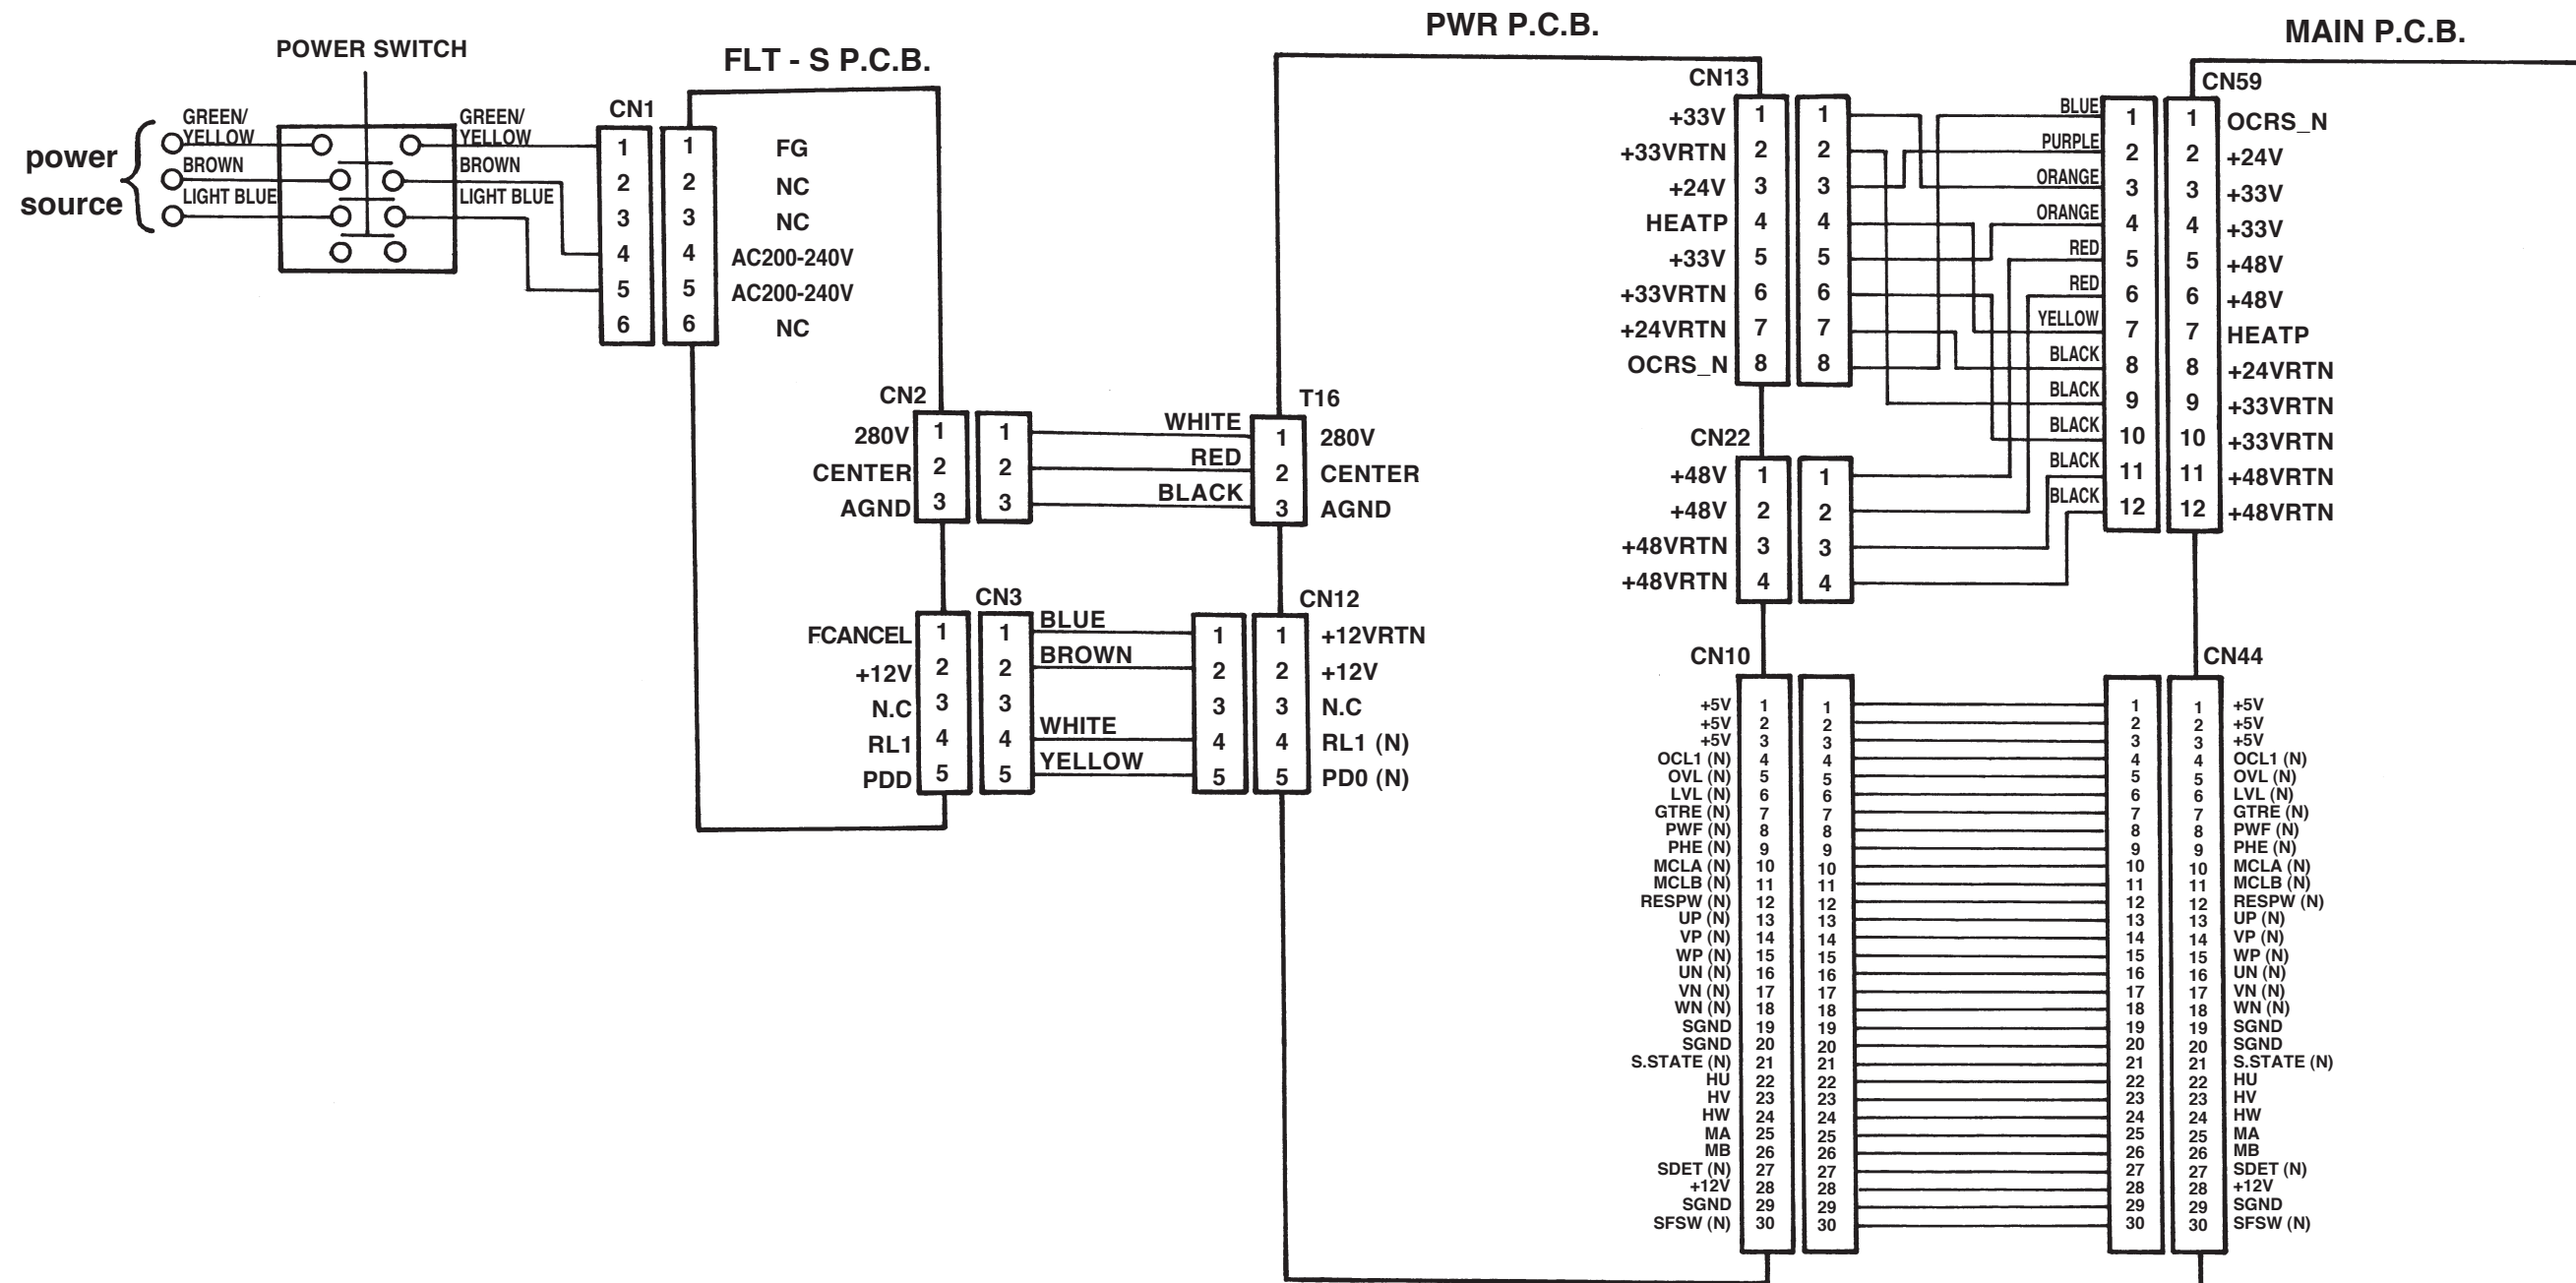 PWR P.C.B.
MAIN P.C.B.
POWER SWITCH
FLT - S P.C.B.
power
source
GREEN/
YELLOW
BROWN
LIGHT BLUE
GREEN/
YELLOW
BROWN
LIGHT BLUE
CN1
1 1 FG
2 2 NC
3 3 NC
4 4 AC200-240V
5 5 AC200-240V
6 6 NC
CN2
280V 1 1 WHITE
CENTER 2 2 RED
AGND 3 3 BLACK
T16
1 280V
2 CENTER
3 AGND
CN3
FCANCEL 1 1 BLUE
+12V 2 2 BROWN
N.C 3 3
RL1 4 4 WHITE
PDD 5 5 YELLOW
CN12
1 1 +12VRTN
2 2 +12V
3 3 N.C
4 4 RL1 (N)
5 5 PD0 (N)
CN13
+33V 1 1
+33VRTN 2 2
+24V 3 3
HEATP 4 4
+33V 5 5
+33VRTN 6 6
+24VRTN 7 7
OCRS_N 8 8
CN22
+48V 1 1
+48V 2 2
+48VRTN 3 3
+48VRTN 4 4
CN59
BLUE 1 1 OCRS_N
PURPLE 2 2 +24V
ORANGE 3 3 +33V
ORANGE 4 4 +33V
RED 5 5 +48V
RED 6 6 +48V
YELLOW 7 7 HEATP
BLACK 8 8 +24VRTN
BLACK 9 9 +33VRTN
BLACK 10 10 +33VRTN
BLACK 11 11 +48VRTN
BLACK 12 12 +48VRTN
CN10 CN44
+5V 1 1 1 1 +5V
+5V 2 2 2 2 +5V
+5V 3 3 3 3 +5V
OCL1 (N) 4 4 4 4 OCL1 (N)
OVL (N) 5 5 5 5 OVL (N)
LVL (N) 6 6 6 6 LVL (N)
GTRE (N) 7 7 7 7 GTRE (N)
PWF (N) 8 8 8 8 PWF (N)
PHE (N) 9 9 9 9 PHE (N)
MCLA (N) 10 10 10 10 MCLA (N)
MCLB (N) 11 11 11 11 MCLB (N)
RESPW (N) 12 12 12 12 RESPW (N)
UP (N) 13 13 13 13 UP (N)
VP (N) 14 14 14 14 VP (N)
WP (N) 15 15 15 15 WP (N)
UN (N) 16 16 16 16 UN (N)
VN (N) 17 17 17 17 VN (N)
WN (N) 18 18 18 18 WN (N)
SGND 19 19 19 19 SGND
SGND 20 20 20 20 SGND
S.STATE (N) 21 21 21 21 S.STATE (N)
HU 22 22 22 22 HU
HV 23 23 23 23 HV
HW 24 24 24 24 HW
MA 25 25 25 25 MA
MB 26 26 26 26 MB
SDET (N) 27 27 27 27 SDET (N)
+12V 28 28 28 28 +12V
SGND 29 29 29 29 SGND
SFSW (N) 30 30 30 30 SFSW (N)